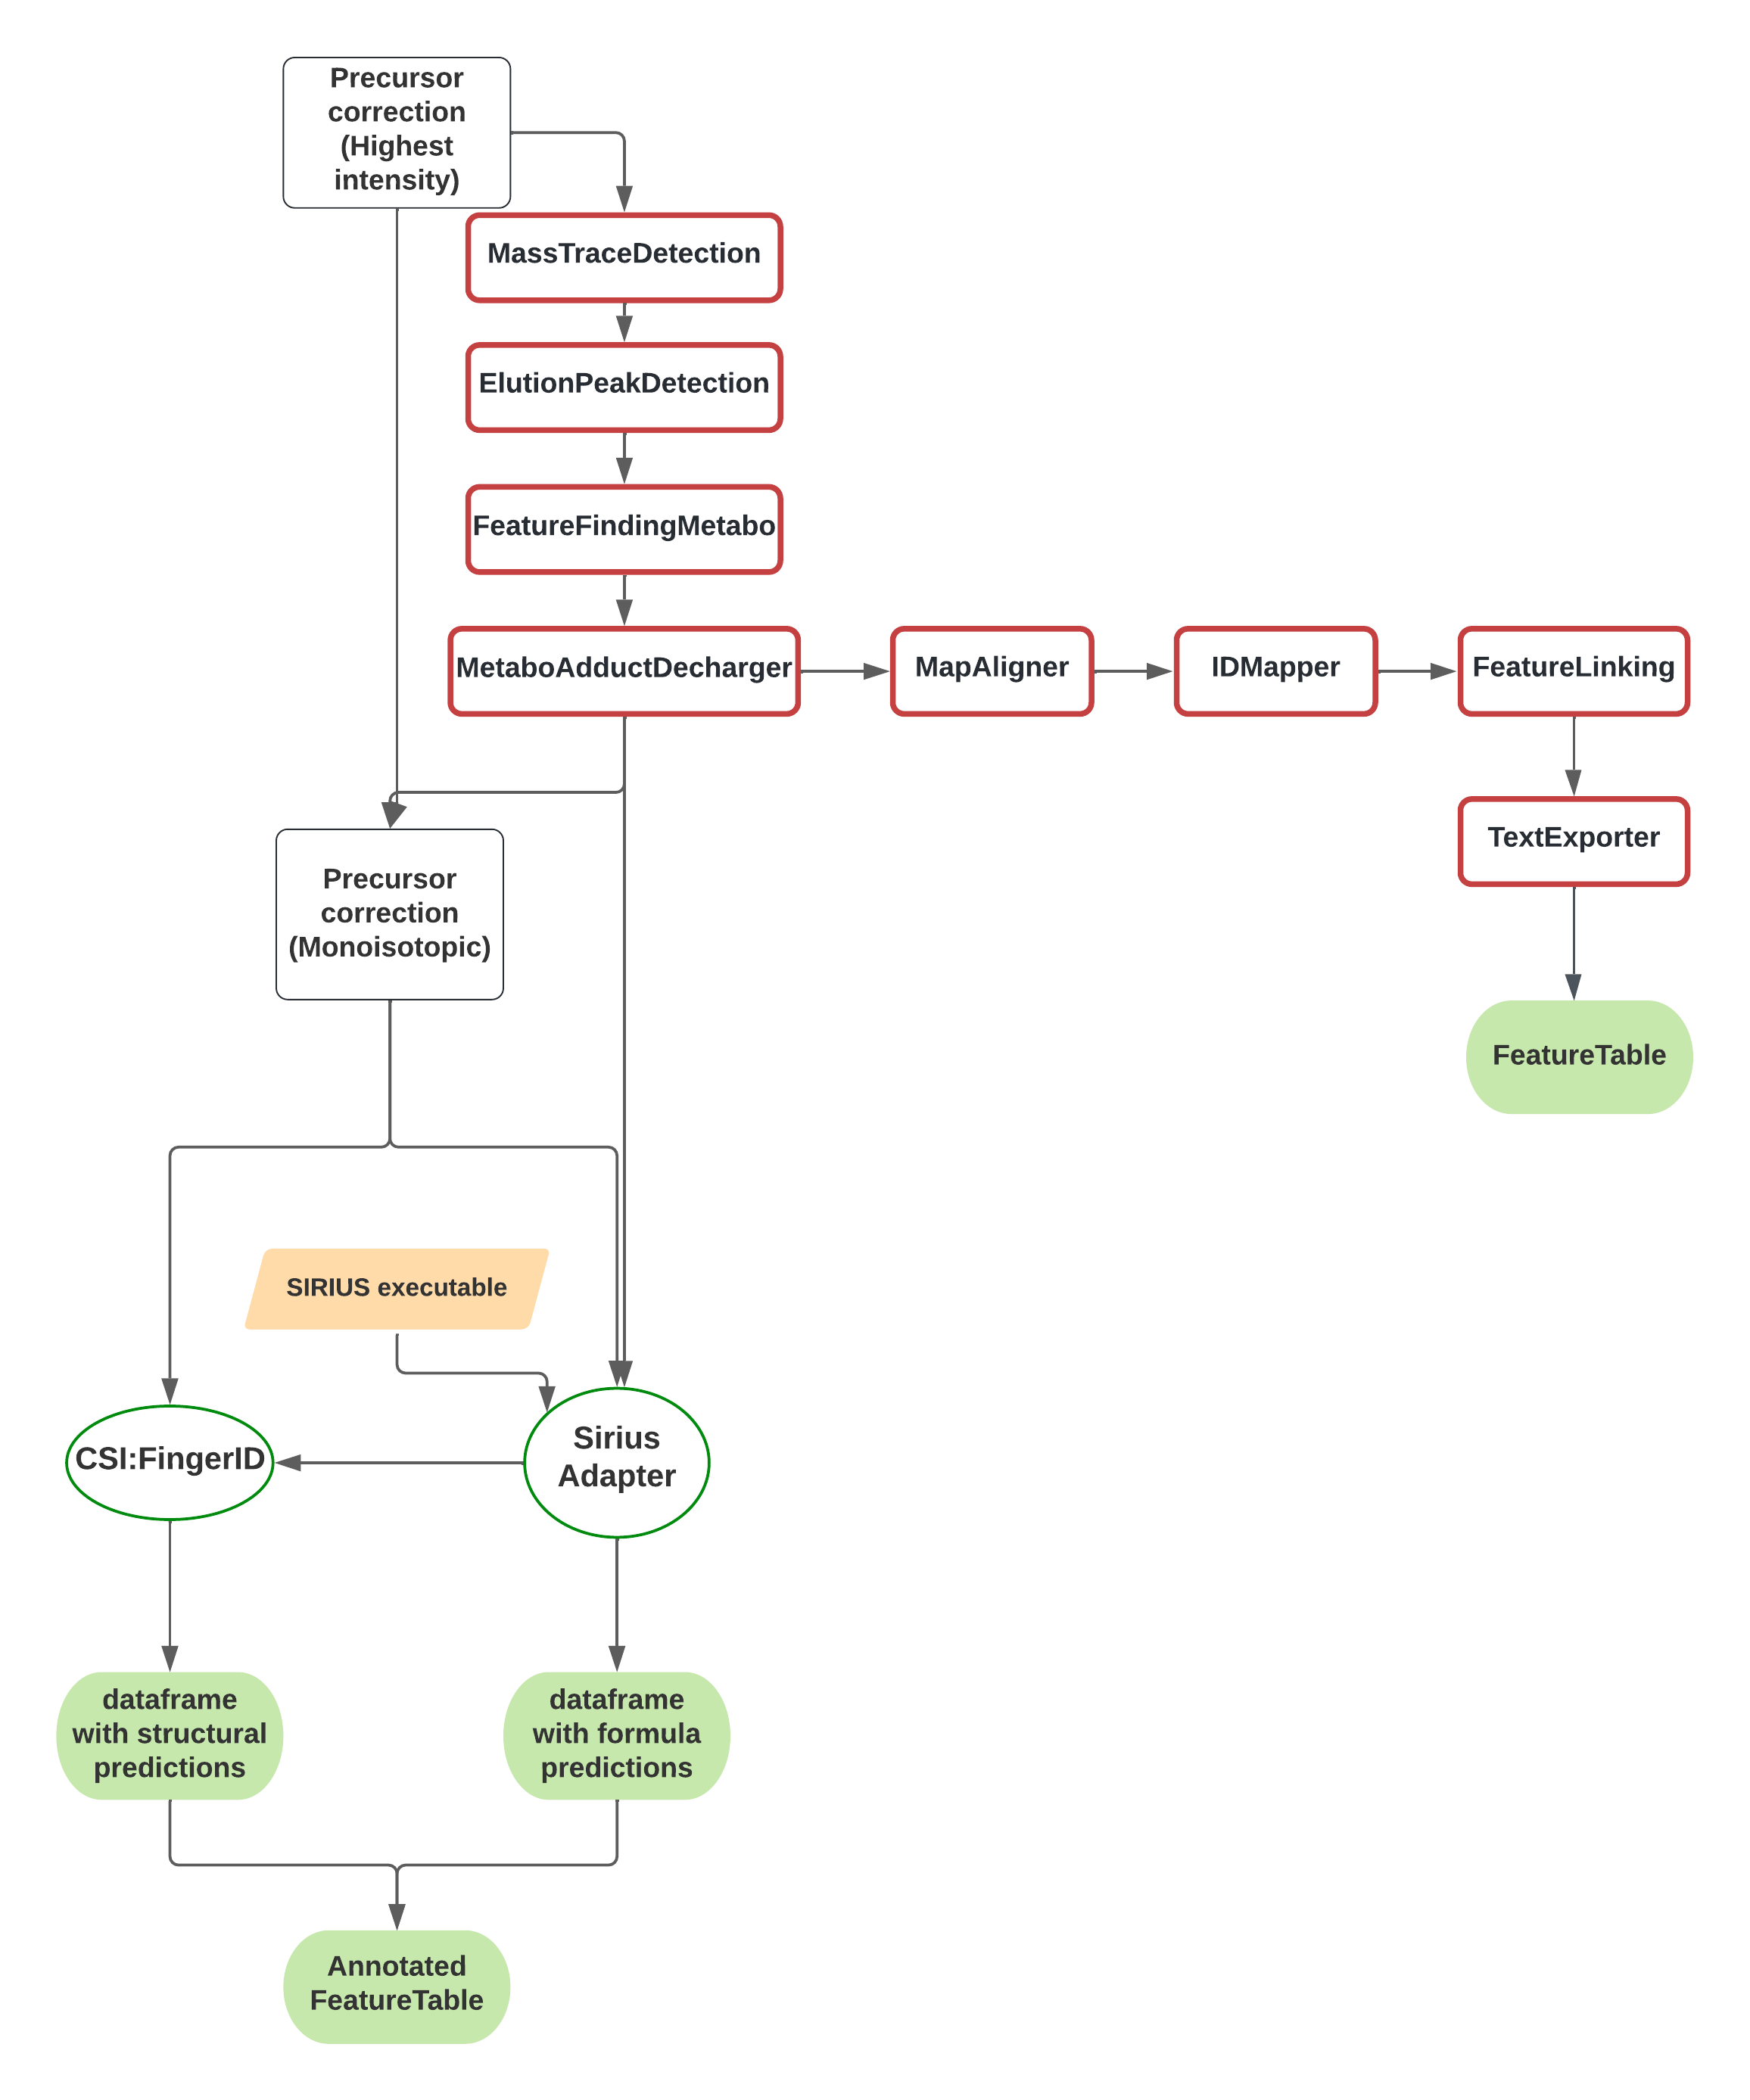 Precursor
correction
(Highest
intensity)
MassTraceDetection
ElutionPeakDetection
FeatureFindingMetabo
MetaboAdductDecharger
MapAligner
IDMapper
FeatureLinking
TextExporter
Precursor
correction
(Monoisotopic)
FeatureTable
SIRIUS executable
CSI:FingerID
Sirius
Adapter
dataframe
with structural
predictions
dataframe
with formula
predictions
Annotated
FeatureTable